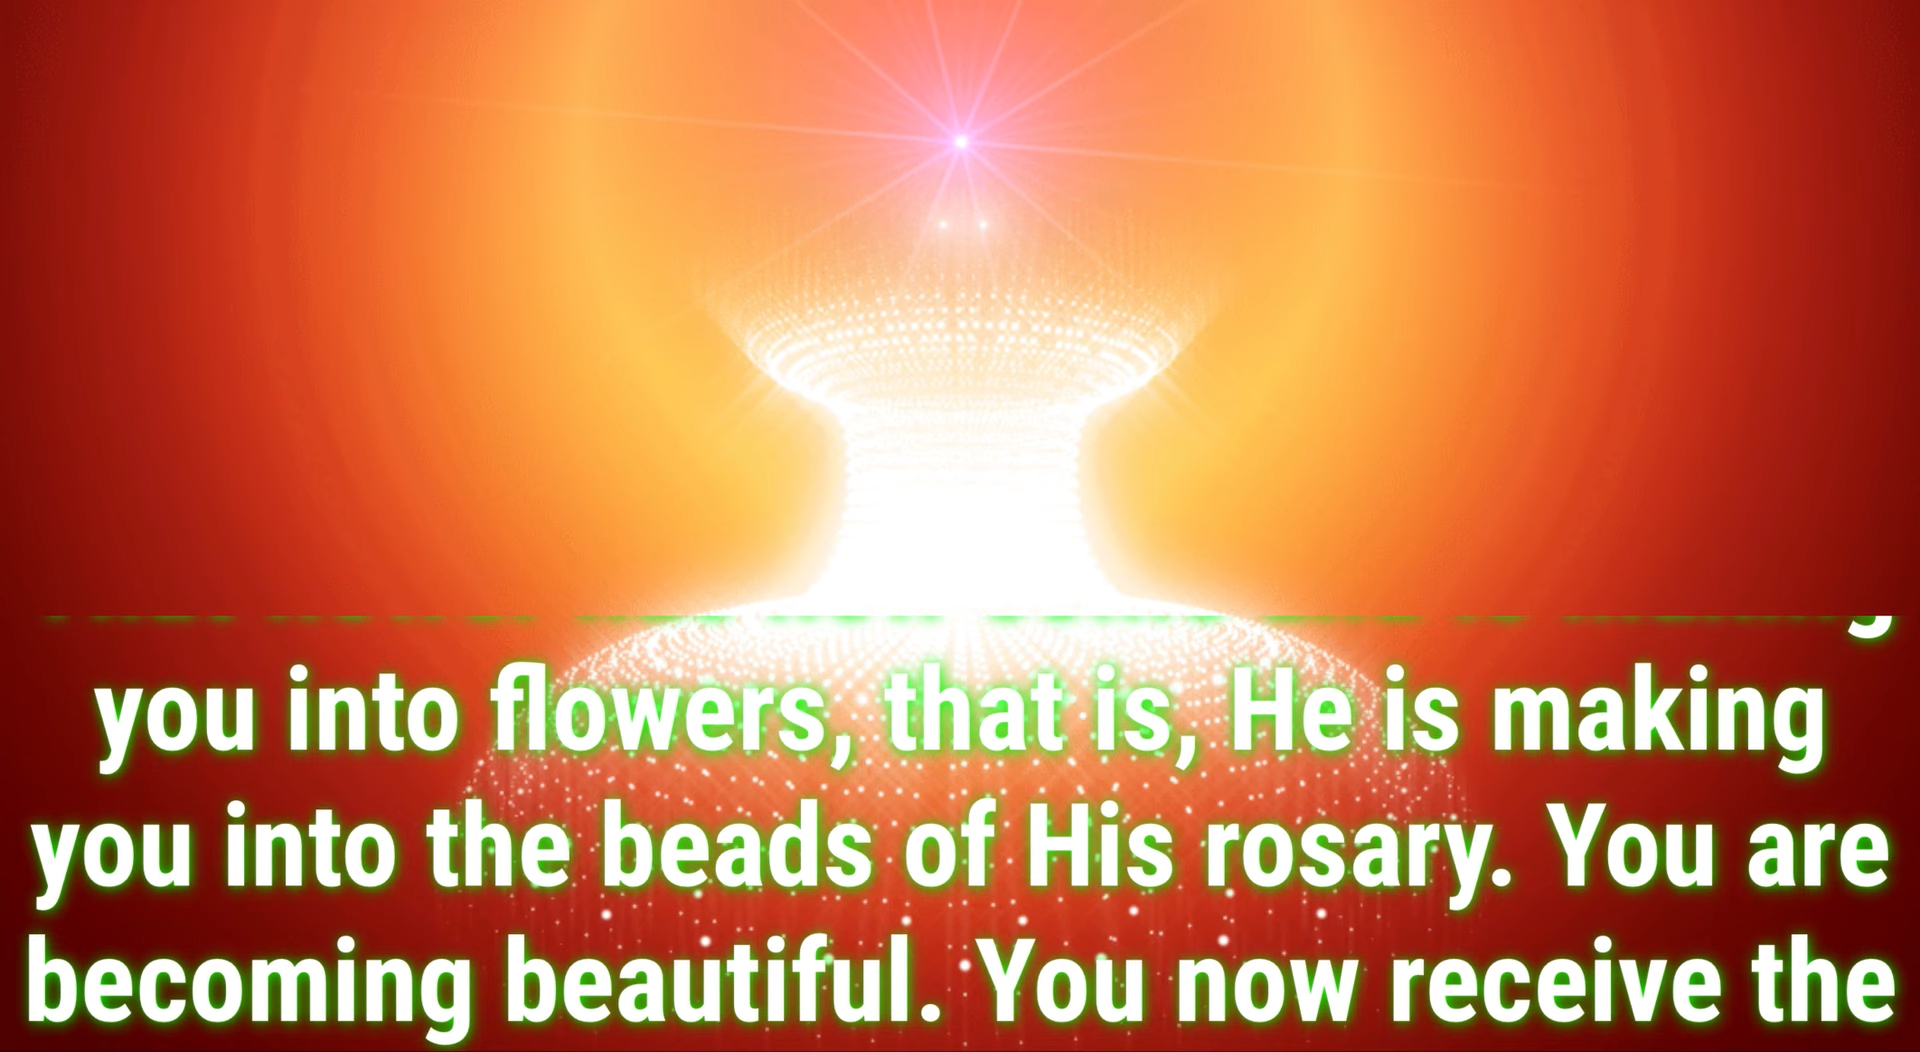 you into flowers, that is, He is making
you into the beads of His rosary. You are
becoming beautiful. You now receive the